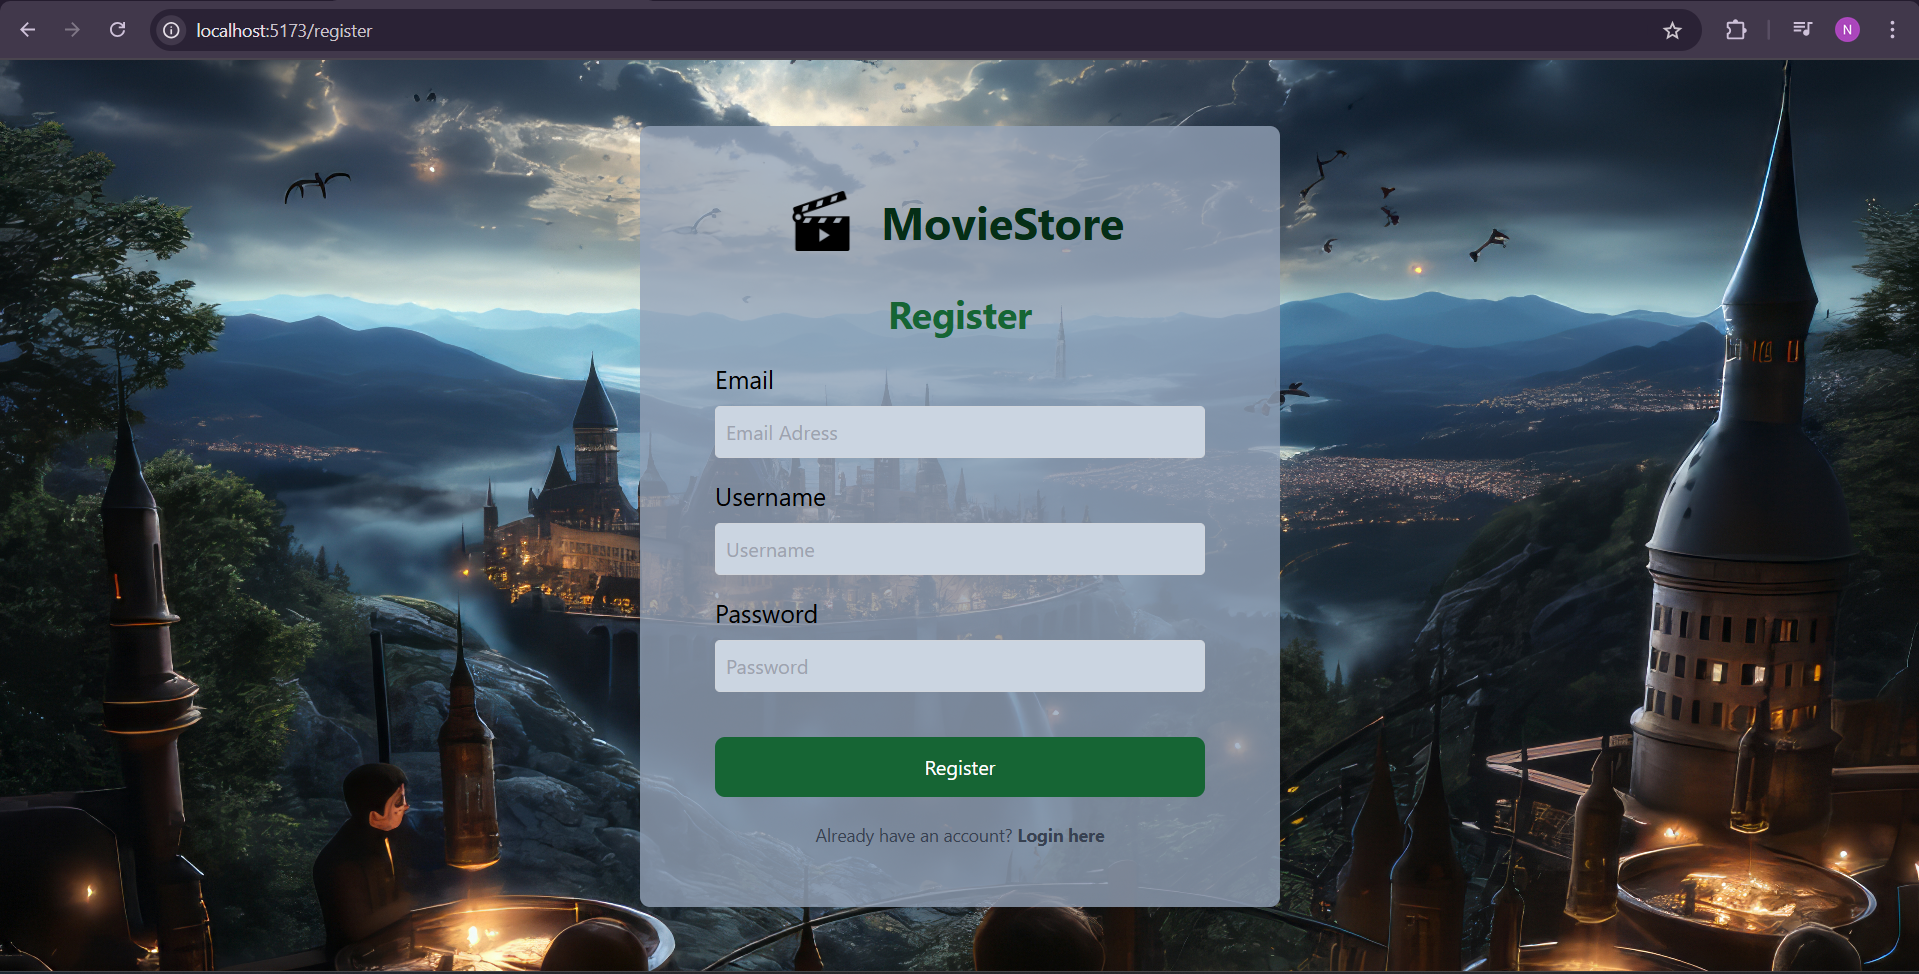 localhost:5173/register
N
MovieStore
Register
Email
Email Adress
Username
Username
Password
Password
Register
Already have an account? Login here